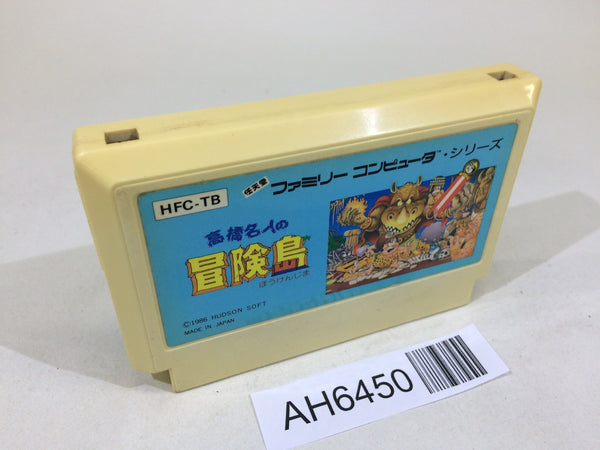 HFC-TB
任天堂 ファミリー コンピュータ™・シリーズ
高橋名人の
冒険島
ぼうけんじま
©1986 HUDSON SOFT
MADE IN JAPAN
AH6450